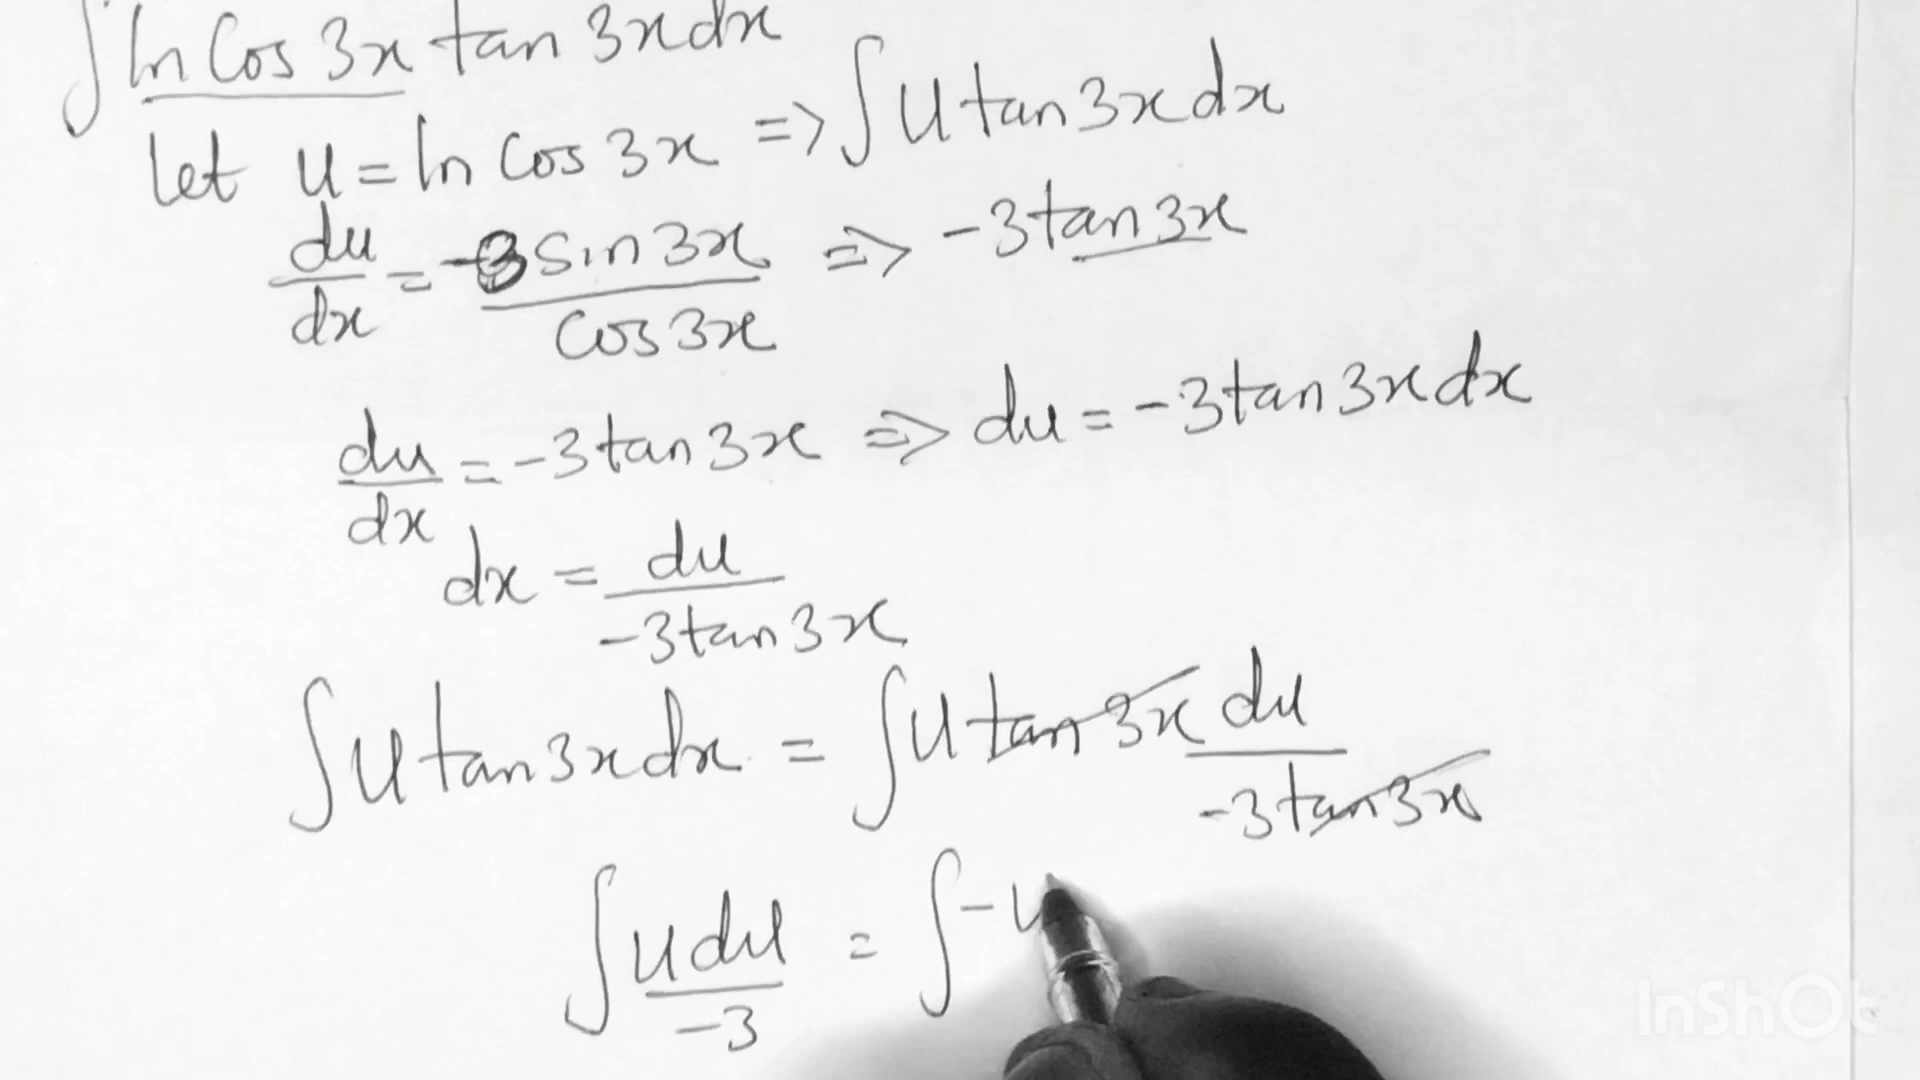 ∫ ln Cos 3x tan 3x dx
Let u = ln Cos 3x => ∫ u tan 3x dx
du/dx = -3 sin 3x / cos 3x => -3 tan 3x
du/dx = -3 tan 3x => du = -3 tan 3x dx
dx = du / -3 tan 3x
∫ u tan 3x dx = ∫ u tan 3x du / -3 tan 3x
∫ u du / -3 = ∫ - u
InShOt